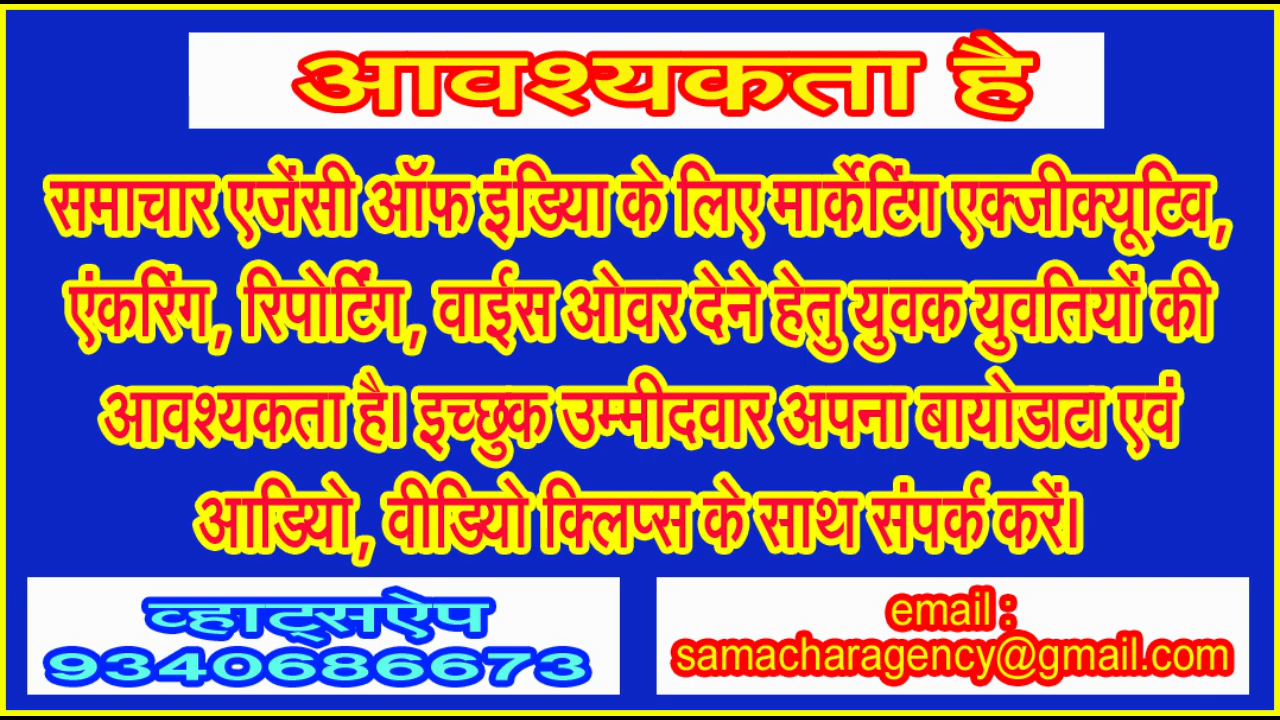 आवश्यकता है
समाचार एजेंसी ऑफ इंडिया के लिए मार्केटिंग एक्जीक्यूटिव,
एंकरिंग, रिपोर्टिंग, वाईस ओवर देने हेतु युवक युवतियों की
आवश्यकता है। इच्छुक उम्मीदवार अपना बायोडाटा एवं
आडियो, वीडियो क्लिप्स के साथ संपर्क करें।
व्हाट्सऐप
9340686673
email :
samacharagency@gmail.com